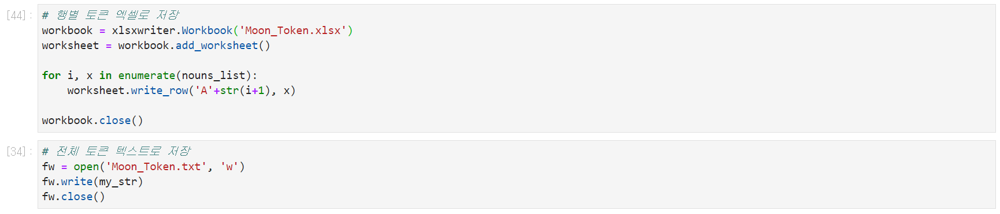 [44]: # 행별 토큰 엑셀로 저장
workbook = xlsxwriter.Workbook('Moon_Token.xlsx')
worksheet = workbook.add_worksheet()
for i, x in enumerate(nouns_list):
    worksheet.write_row('A'+str(i+1), x)
workbook.close()
[34]: # 전체 토큰 텍스트로 저장
fw = open('Moon_Token.txt', 'w')
fw.write(my_str)
fw.close()